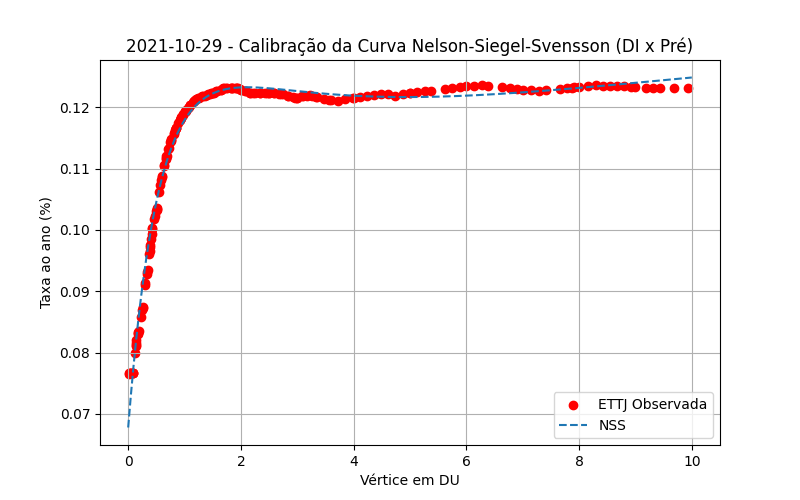 2021-10-29 - Calibração da Curva Nelson-Siegel-Svensson (DI x Pré)
Taxa ao ano (%)
0.12
0.11
0.10
0.09
0.08
0.07
0 2 4 6 8 10
Vértice em DU
ETTJ Observada
NSS